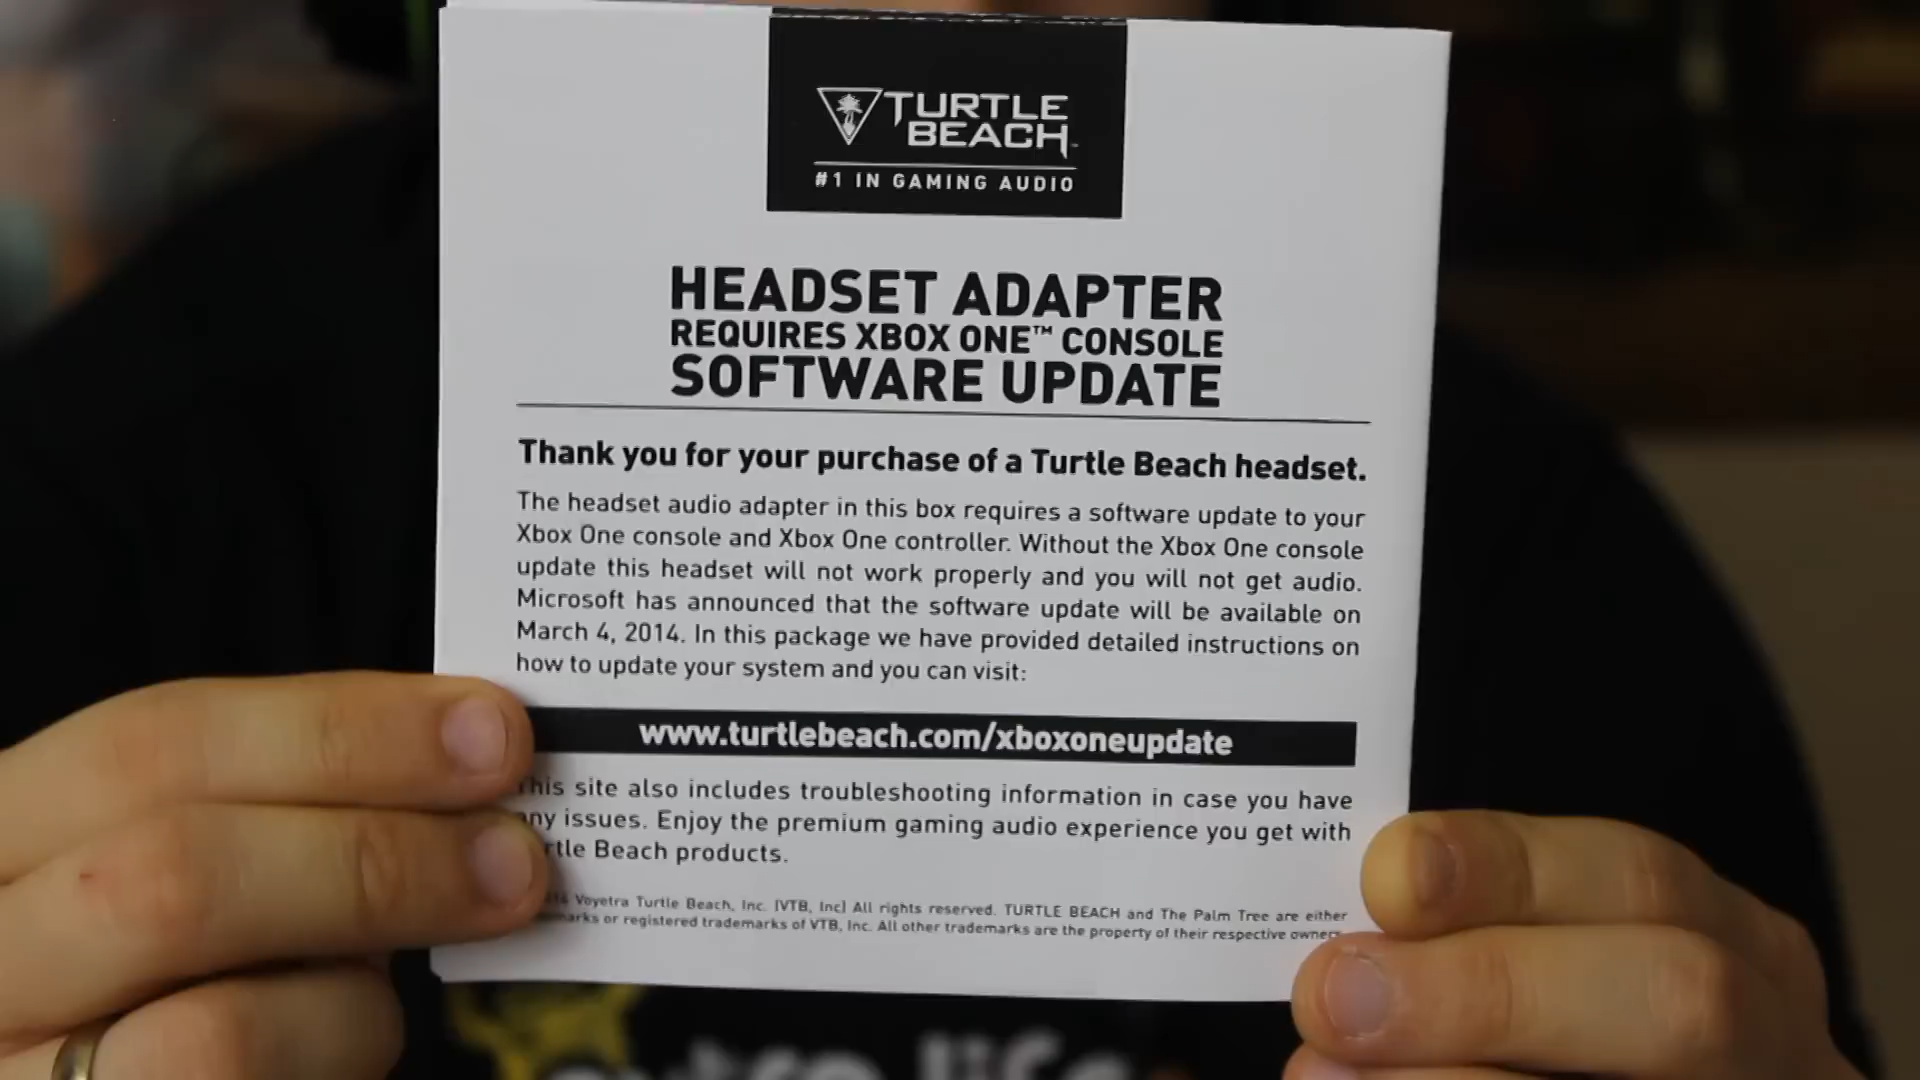 TURTLE
BEACH™
#1 IN GAMING AUDIO
HEADSET ADAPTER
REQUIRES XBOX ONE™ CONSOLE
SOFTWARE UPDATE
Thank you for your purchase of a Turtle Beach headset.
The headset audio adapter in this box requires a software update to your
Xbox One console and Xbox One controller. Without the Xbox One console
update this headset will not work properly and you will not get audio.
Microsoft has announced that the software update will be available on
March 4, 2014. In this package we have provided detailed instructions on
how to update your system and you can visit:
www.turtlebeach.com/xboxoneupdate
This site also includes troubleshooting information in case you have
any issues. Enjoy the premium gaming audio experience you get with
Beach products.
Voyetra Turtle Beach, Inc. (VTB, Inc) All rights reserved. TURTLE BEACH and The Palm Tree are either
or registered trademarks of VTB, Inc. All other trademarks are the property of their respective owners